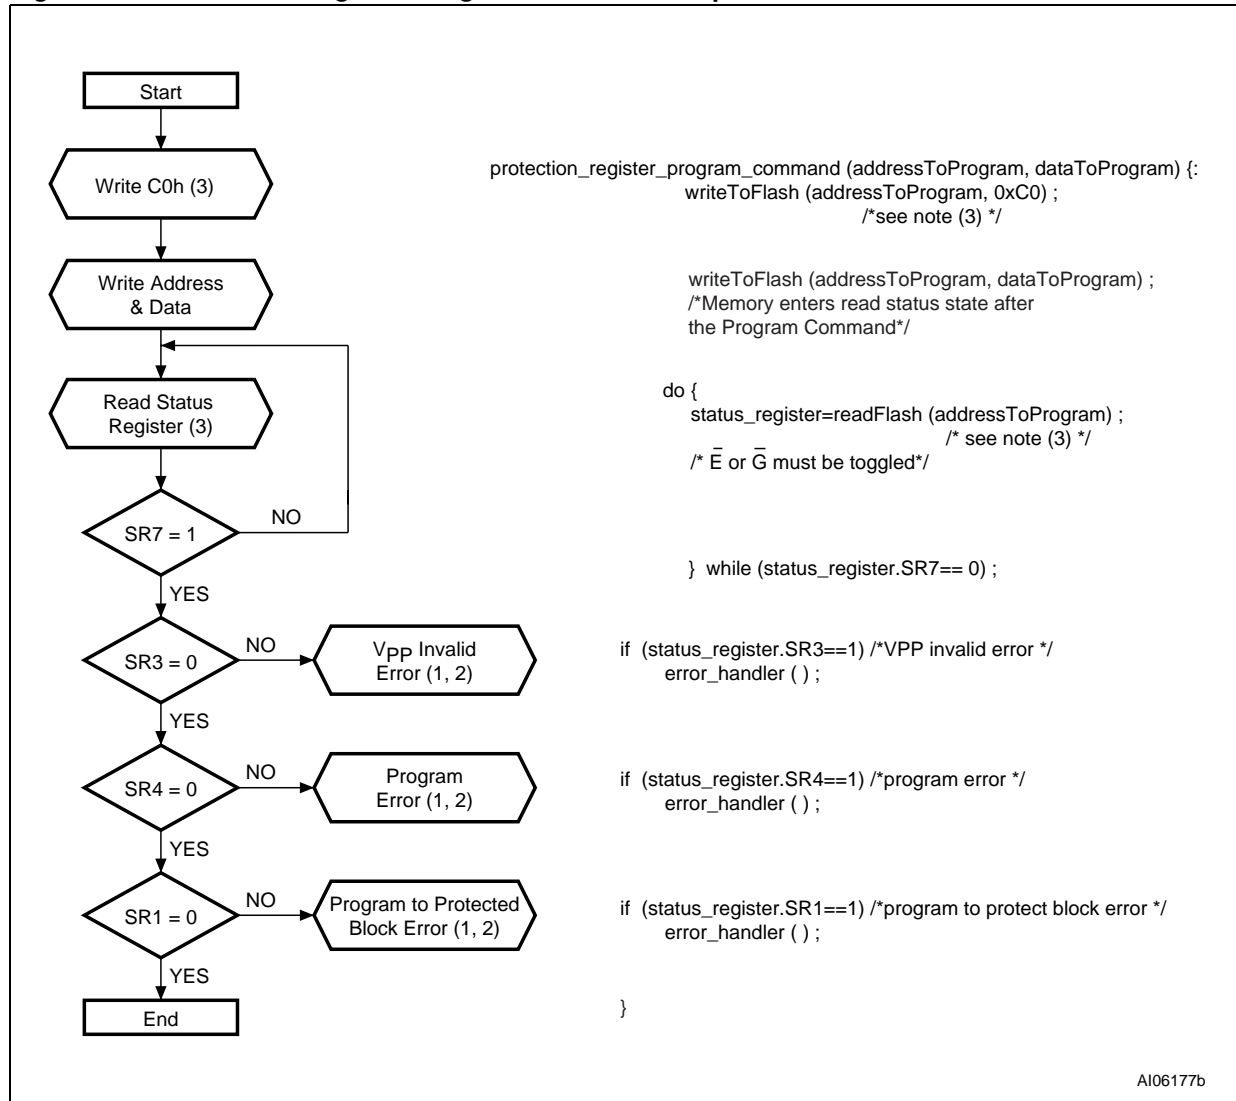 Start
Write C0h (3)
Write Address
& Data
Read Status
Register (3)
SR7 = 1
NO
YES
SR3 = 0
NO
VPP Invalid
Error (1, 2)
YES
SR4 = 0
NO
Program
Error (1, 2)
YES
SR1 = 0
NO
Program to Protected
Block Error (1, 2)
YES
End
protection_register_program_command (addressToProgram, dataToProgram) {:
writeToFlash (addressToProgram, 0xC0) ;
/*see note (3) */
writeToFlash (addressToProgram, dataToProgram) ;
/*Memory enters read status state after
the Program Command*/
do {
status_register=readFlash (addressToProgram) ;
/* see note (3) */
/* E̅ or G̅ must be toggled*/
} while (status_register.SR7== 0) ;
if (status_register.SR3==1) /*VPP invalid error */
error_handler ( ) ;
if (status_register.SR4==1) /*program error */
error_handler ( ) ;
if (status_register.SR1==1) /*program to protect block error */
error_handler ( ) ;
}
AI06177b